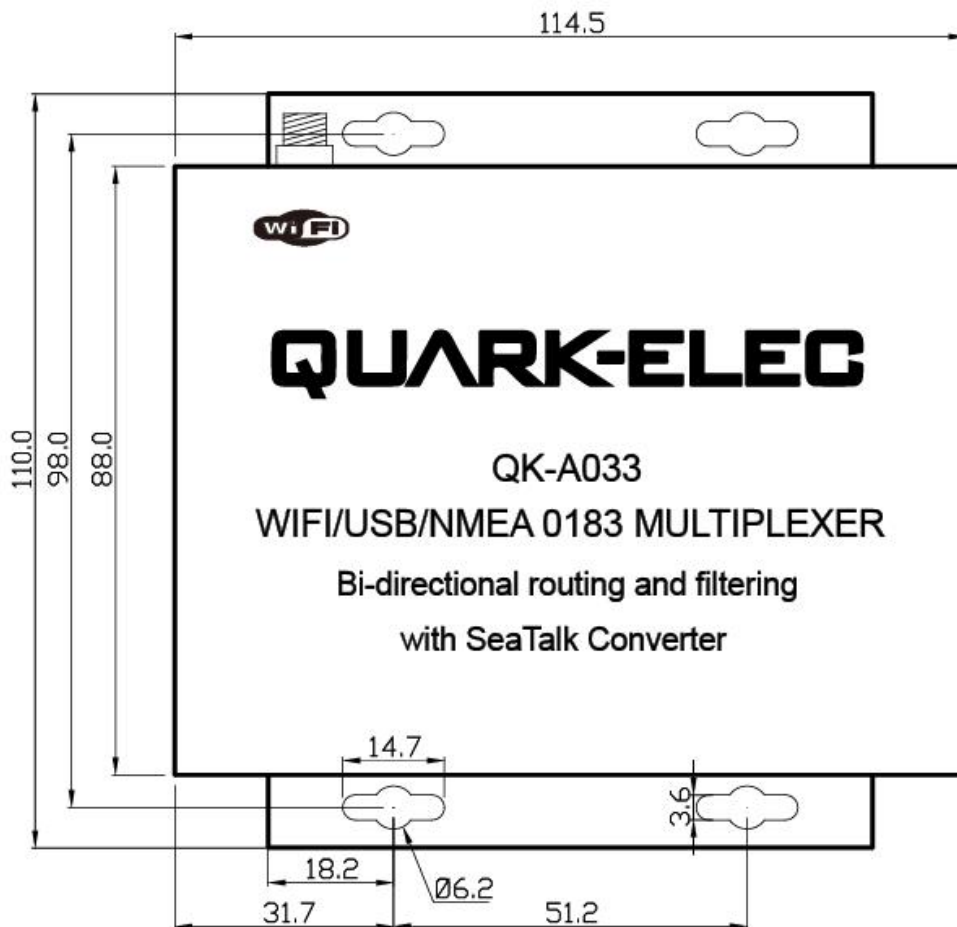 114.5
WiFi
QUARK-ELEC
110.0
98.0
88.0
QK-A033
WIFI/USB/NMEA 0183 MULTIPLEXER
Bi-directional routing and filtering
with SeaTalk Converter
14.7
3.6
18.2
Ø6.2
31.7
51.2